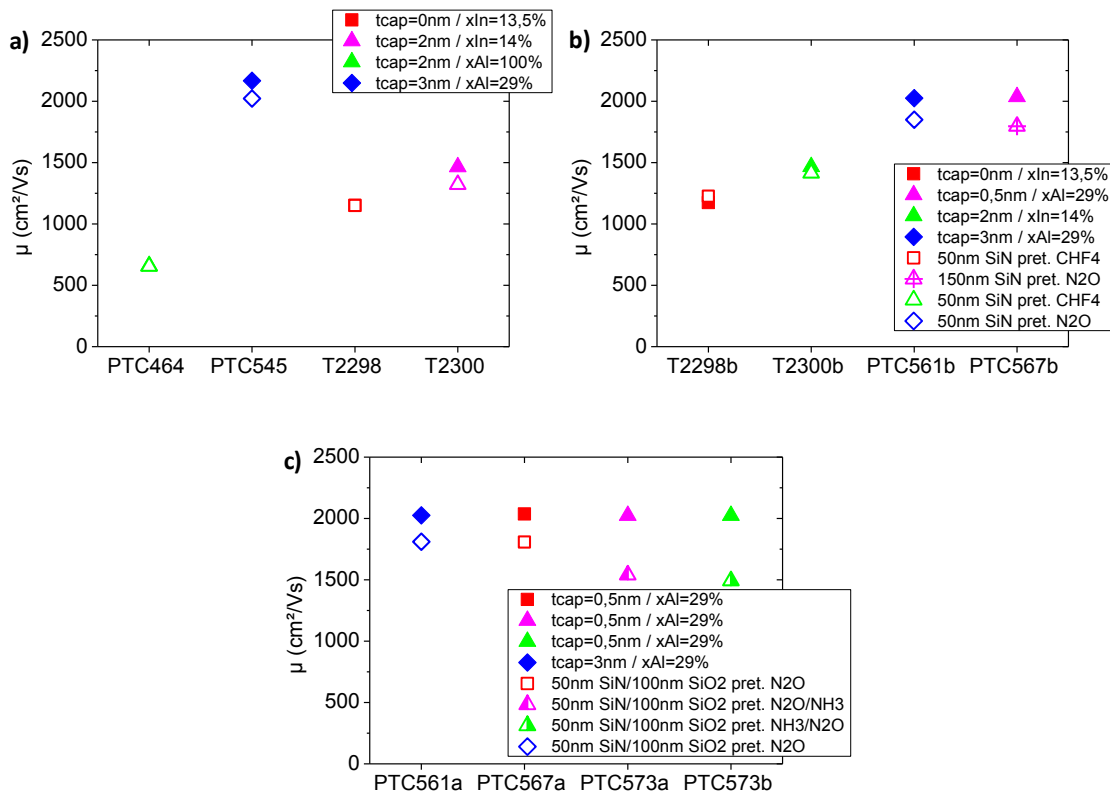 a)
tcap=0nm / xIn=13,5%
tcap=2nm / xIn=14%
tcap=2nm / xAl=100%
tcap=3nm / xAl=29%
2500
2000
1500
1000
500
0
µ (cm²/Vs)
PTC464 PTC545 T2298 T2300
b)
2500
2000
1500
1000
500
0
µ (cm²/Vs)
tcap=0nm / xIn=13,5%
tcap=0,5nm / xAl=29%
tcap=2nm / xIn=14%
tcap=3nm / xAl=29%
50nm SiN pret. CHF4
150nm SiN pret. N2O
50nm SiN pret. CHF4
50nm SiN pret. N2O
T2298b T2300b PTC561b PTC567b
c)
2500
2000
1500
1000
500
0
µ (cm²/Vs)
tcap=0,5nm / xAl=29%
tcap=0,5nm / xAl=29%
tcap=0,5nm / xAl=29%
tcap=3nm / xAl=29%
50nm SiN/100nm SiO2 pret. N2O
50nm SiN/100nm SiO2 pret. N2O/NH3
50nm SiN/100nm SiO2 pret. NH3/N2O
50nm SiN/100nm SiO2 pret. N2O
PTC561a PTC567a PTC573a PTC573b